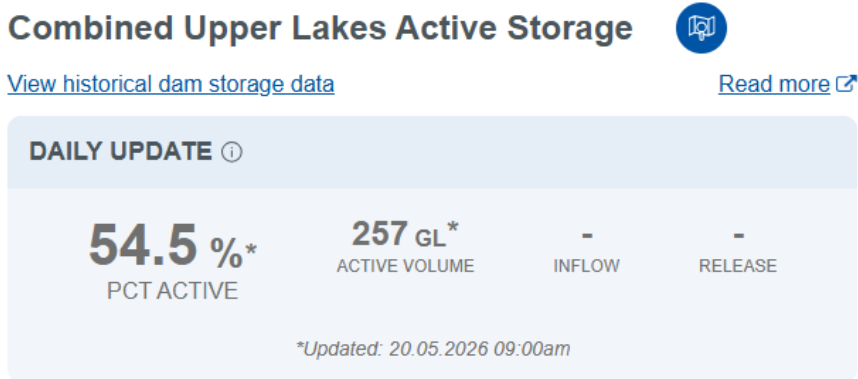 Combined Upper Lakes Active Storage
View historical dam storage data Read more
DAILY UPDATE
54.5 %* 257 GL* - -
PCT ACTIVE ACTIVE VOLUME INFLOW RELEASE
*Updated: 20.05.2026 09:00am